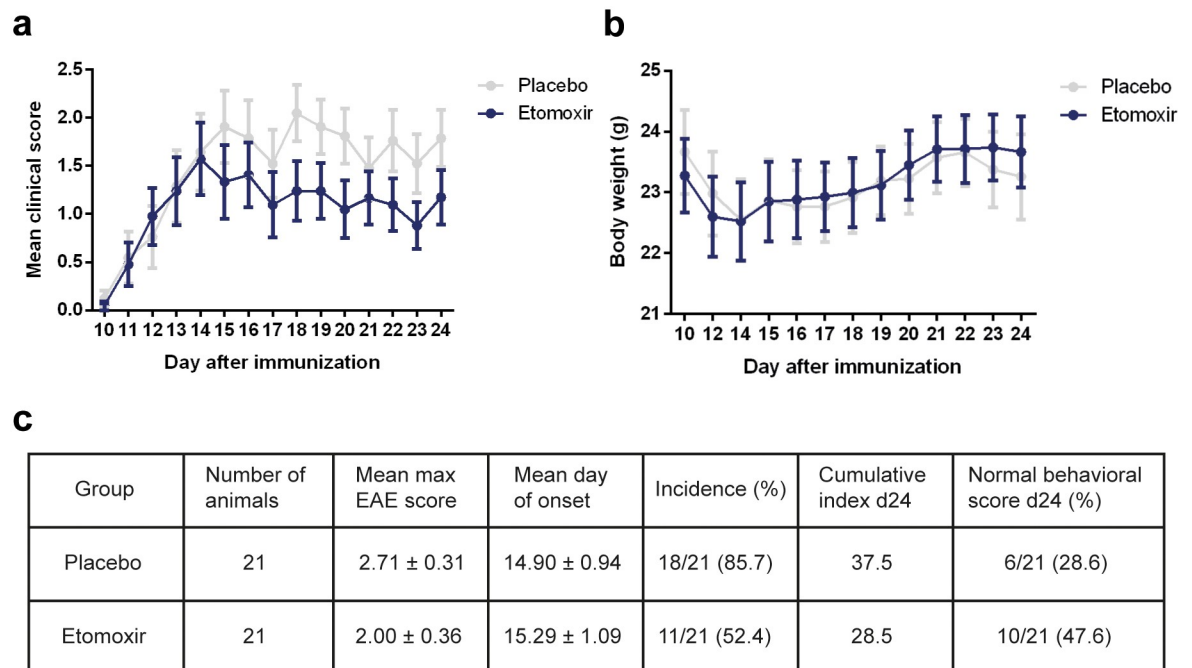 a
2.5
2.0
1.5
1.0
0.5
0.0
Mean clinical score
10 11 12 13 14 15 16 17 18 19 20 21 22 23 24
Day after immunization
Placebo
Etomoxir
b
25
24
23
22
21
Body weight (g)
10 12 14 15 16 17 18 19 20 21 22 23 24
Day after immunization
Placebo
Etomoxir
c
Group
Number of
animals
Mean max
EAE score
Mean day
of onset
Incidence (%)
Cumulative
index d24
Normal behavioral
score d24 (%)
Placebo 21 2.71 ± 0.31 14.90 ± 0.94 18/21 (85.7) 37.5 6/21 (28.6)
Etomoxir 21 2.00 ± 0.36 15.29 ± 1.09 11/21 (52.4) 28.5 10/21 (47.6)